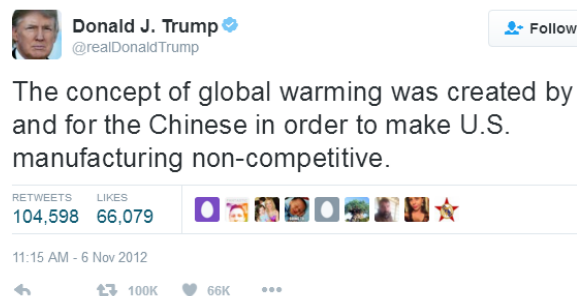 Donald J. Trump
@realDonaldTrump
Follow
The concept of global warming was created by
and for the Chinese in order to make U.S.
manufacturing non-competitive.
RETWEETS LIKES
104,598 66,079
11:15 AM - 6 Nov 2012
100K 66K